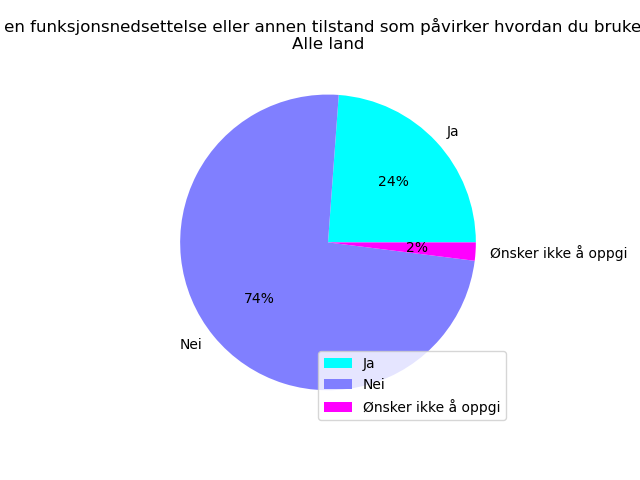 en funksjonsnedsettelse eller annen tilstand som påvirker hvordan du bruke
Alle land
Ja
24%
2%
Ønsker ikke å oppgi
74%
Nei
Ja
Nei
Ønsker ikke å oppgi